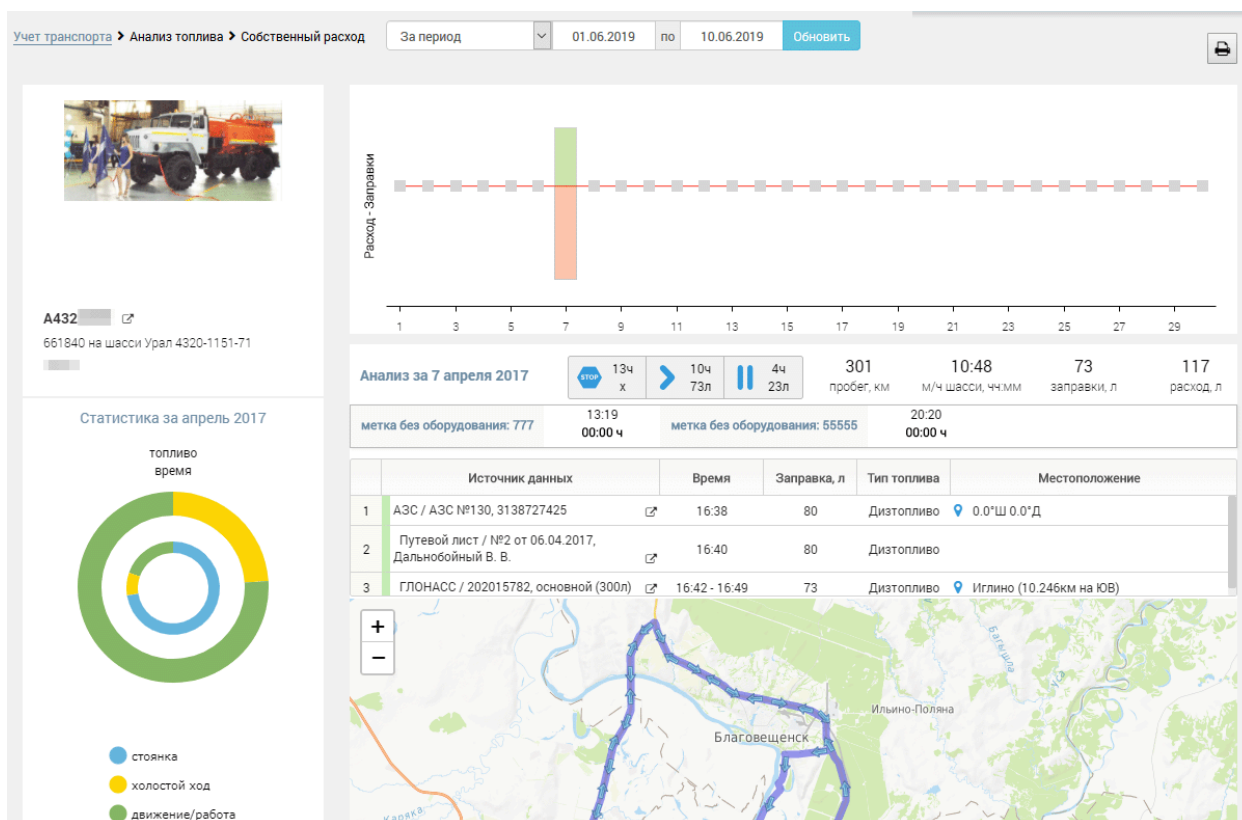 Учет транспорта > Анализ топлива > Собственный расход
За период
01.06.2019
по
10.06.2019
Обновить
A432
661840 на шасси Урал 4320-1151-71
Статистика за апрель 2017
топливо
время
стоянка
холостой ход
движение/работа
Расход - Заправки
1 3 5 7 9 11 13 15 17 19 21 23 25 27 29
Анализ за 7 апреля 2017
STOP 13ч 10ч 4ч 301 10:48 73 117
х 73л 23л пробег, км м/ч шасси, чч:мм заправки, л расход, л
метка без оборудования: 777 13:19 метка без оборудования: 55555 20:20
00:00 ч 00:00 ч
Источник данных Время Заправка, л Тип топлива Местоположение
1 АЗС / АЗС №130, 3138727425 16:38 80 Дизтопливо 0.0°Ш 0.0°Д
2 Путевой лист / №2 от 06.04.2017, 16:40 80 Дизтопливо
Дальнобойный В. В.
3 ГЛОНАСС / 202015782, основной (300л) 16:42 - 16:49 73 Дизтопливо Иглино (10.246км на ЮВ)
+
−
Багышла
Уса
Ильино-Поляна
Благовещенск
Каряка